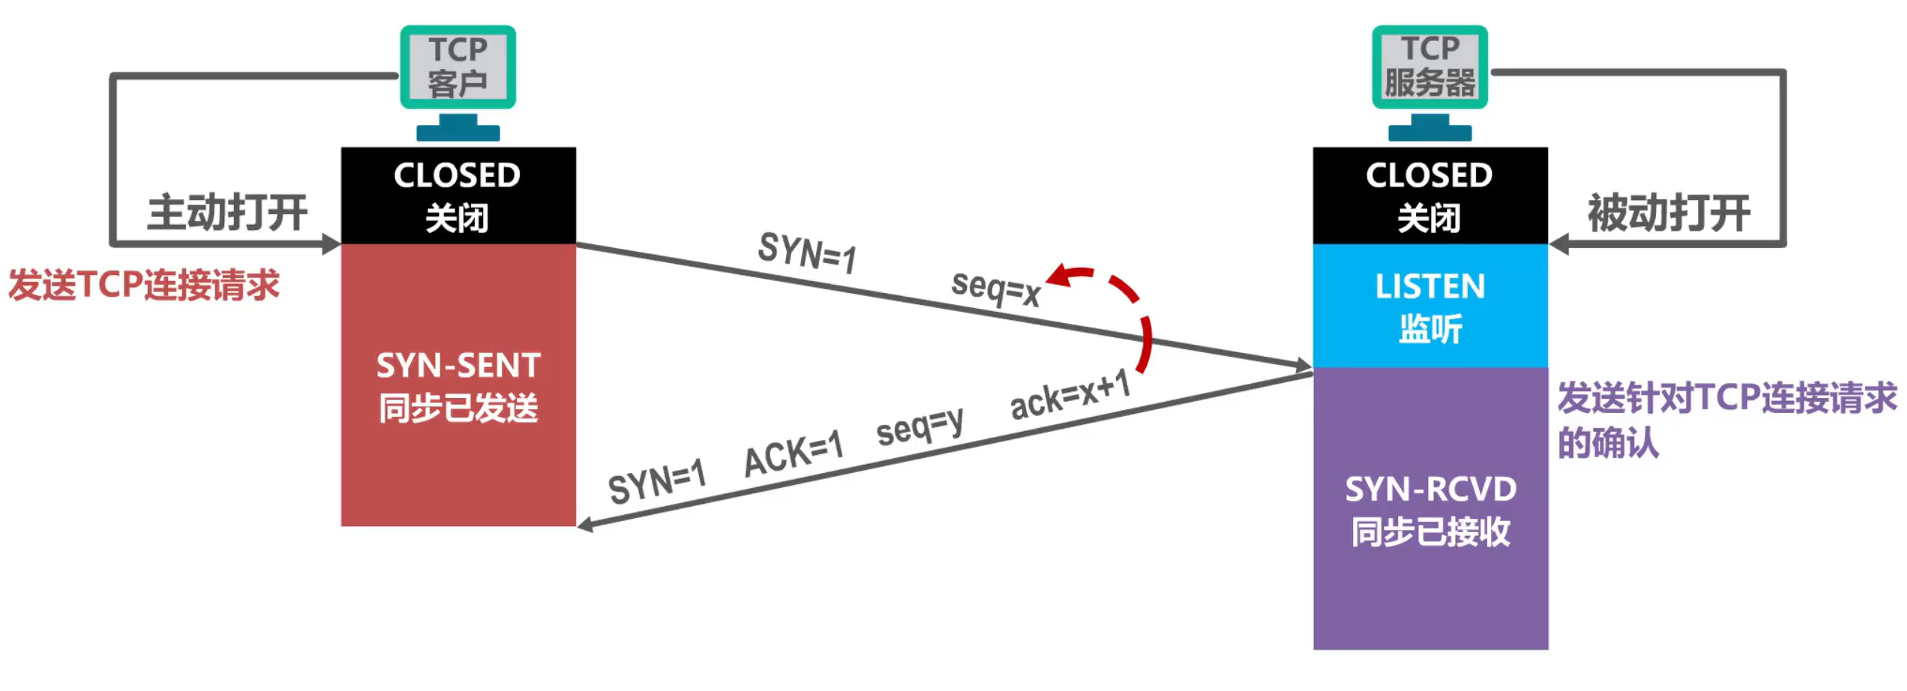 TCP
客户
TCP
服务器
CLOSED
关闭
CLOSED
关闭
主动打开
被动打开
发送TCP连接请求
SYN=1
seq=x
LISTEN
监听
SYN-SENT
同步已发送
SYN=1 ACK=1 seq=y ack=x+1
发送针对TCP连接请求
的确认
SYN-RCVD
同步已接收